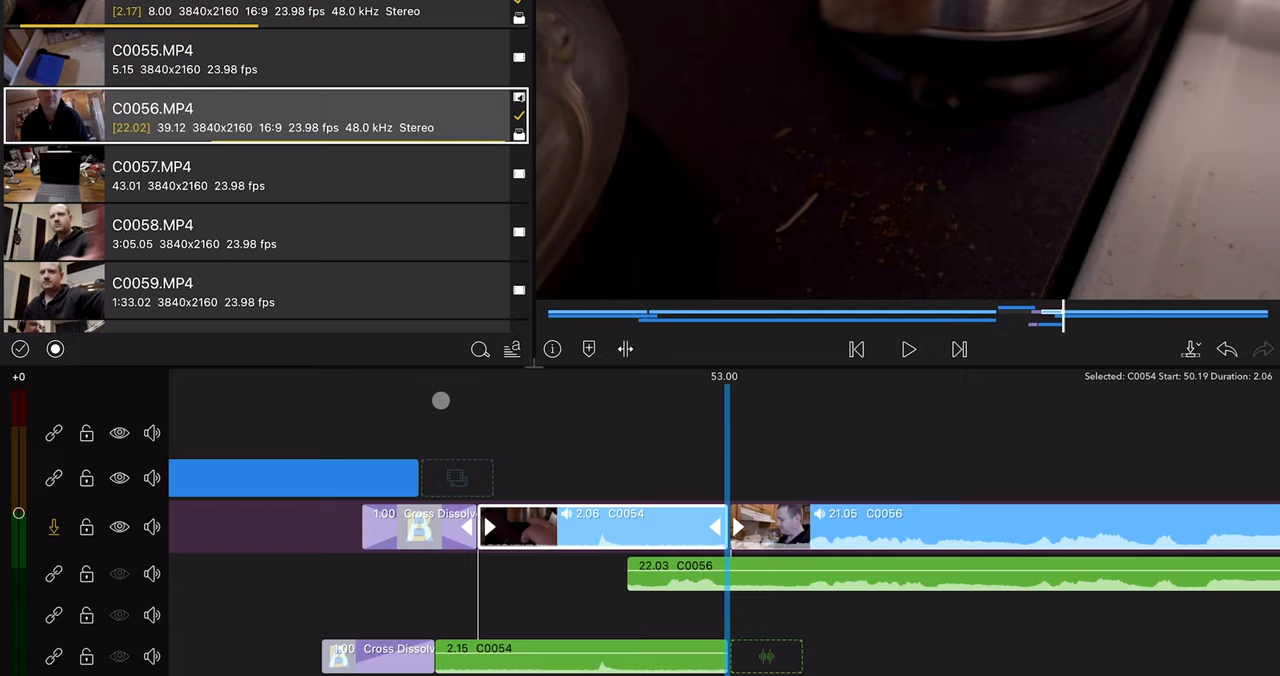 [2.17] 8.00 3840x2160 16:9 23.98 fps 48.0 kHz Stereo
C0055.MP4
5.15 3840x2160 23.98 fps
C0056.MP4
[22.02] 39.12 3840x2160 16:9 23.98 fps 48.0 kHz Stereo
C0057.MP4
43.01 3840x2160 23.98 fps
C0058.MP4
3:05.05 3840x2160 23.98 fps
C0059.MP4
1:33.02 3840x2160 23.98 fps
+0
53.00
Selected: C0054 Start: 50.19 Duration: 2.06
1.00 Cross Dissolv
2.06 C0054
21.05 C0056
22.03 C0056
1.00 Cross Dissolv
2.15 C0054